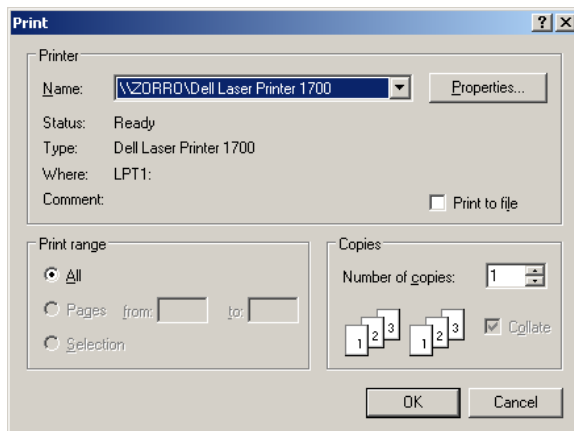 Print
Printer
Name: \\ZORRO\Dell Laser Printer 1700 Properties...
Status: Ready
Type: Dell Laser Printer 1700
Where: LPT1:
Comment: Print to file
Print range
All
Pages from: to:
Selection
Copies
Number of copies: 1
1 2 3 1 2 3 Collate
OK Cancel